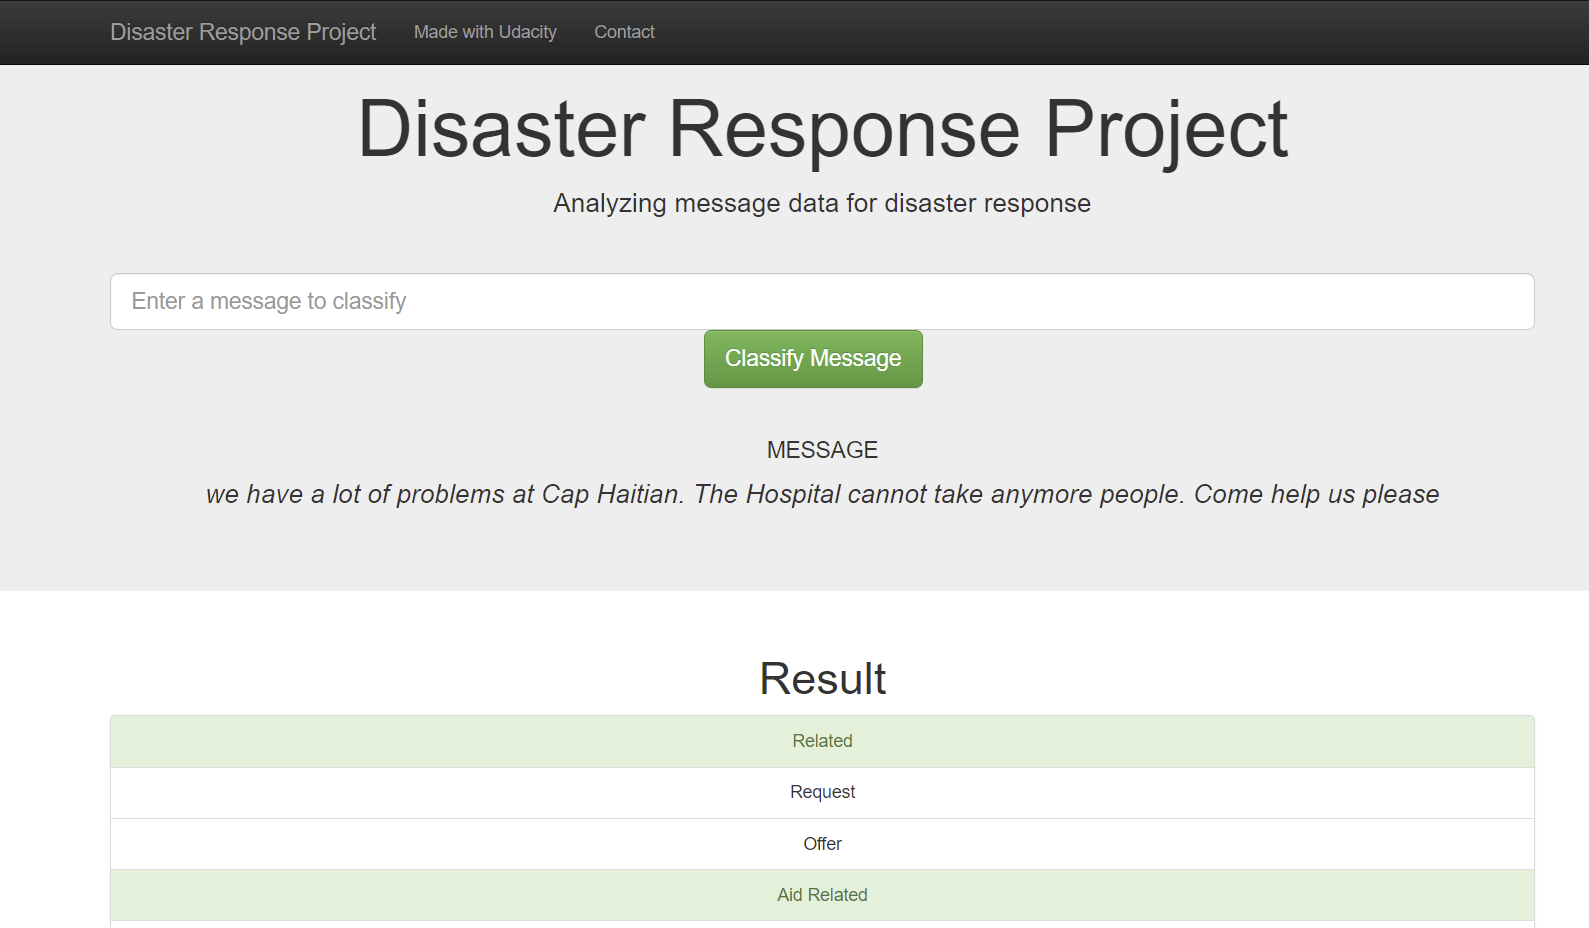 Disaster Response Project Made with Udacity Contact
Disaster Response Project
Analyzing message data for disaster response
Enter a message to classify
Classify Message
MESSAGE
we have a lot of problems at Cap Haitian. The Hospital cannot take anymore people. Come help us please
Result
Related
Request
Offer
Aid Related